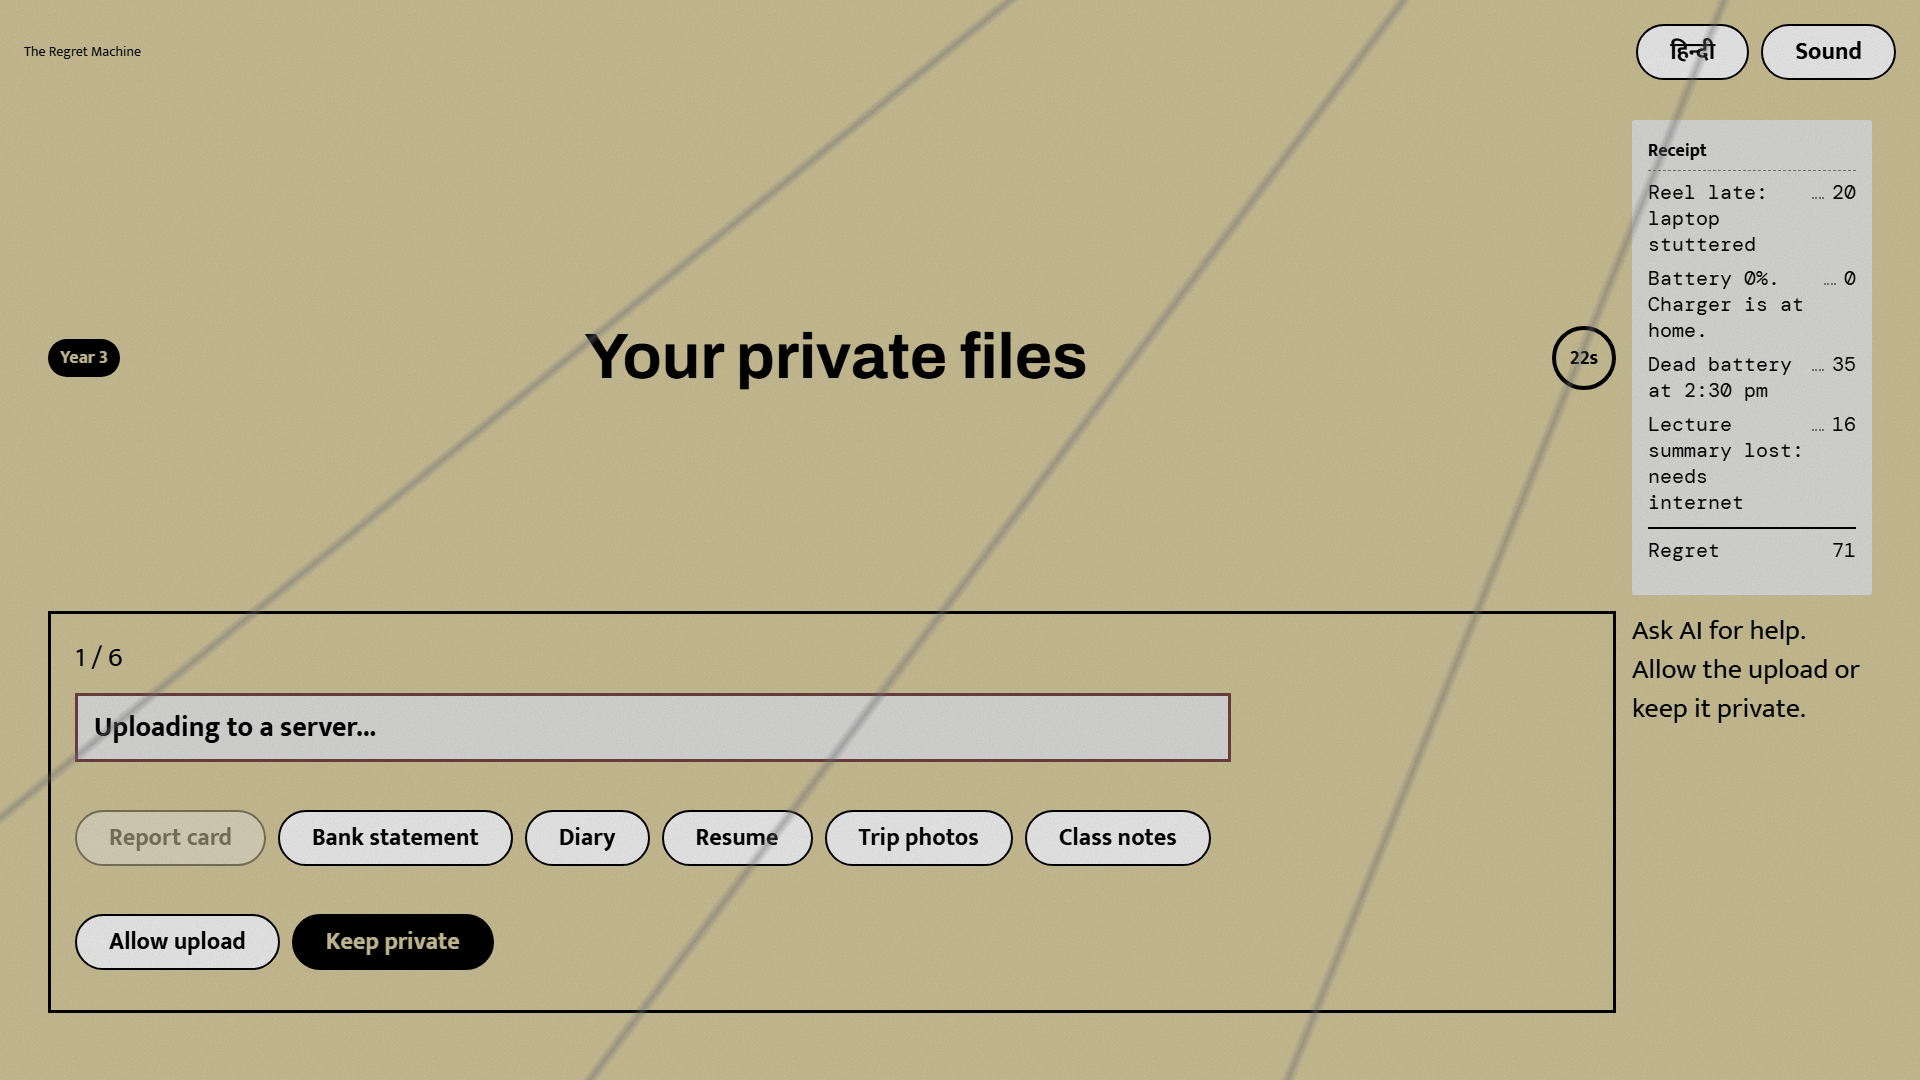 The Regret Machine
हिन्दी
Sound
Year 3
Your private files
22s
Receipt
Reel late: .... 20
laptop
stuttered
Battery 0%. .... 0
Charger is at
home.
Dead battery .... 35
at 2:30 pm
Lecture .... 16
summary lost:
needs
internet
Regret 71
Ask AI for help.
Allow the upload or
keep it private.
1 / 6
Uploading to a server...
Report card
Bank statement
Diary
Resume
Trip photos
Class notes
Allow upload
Keep private